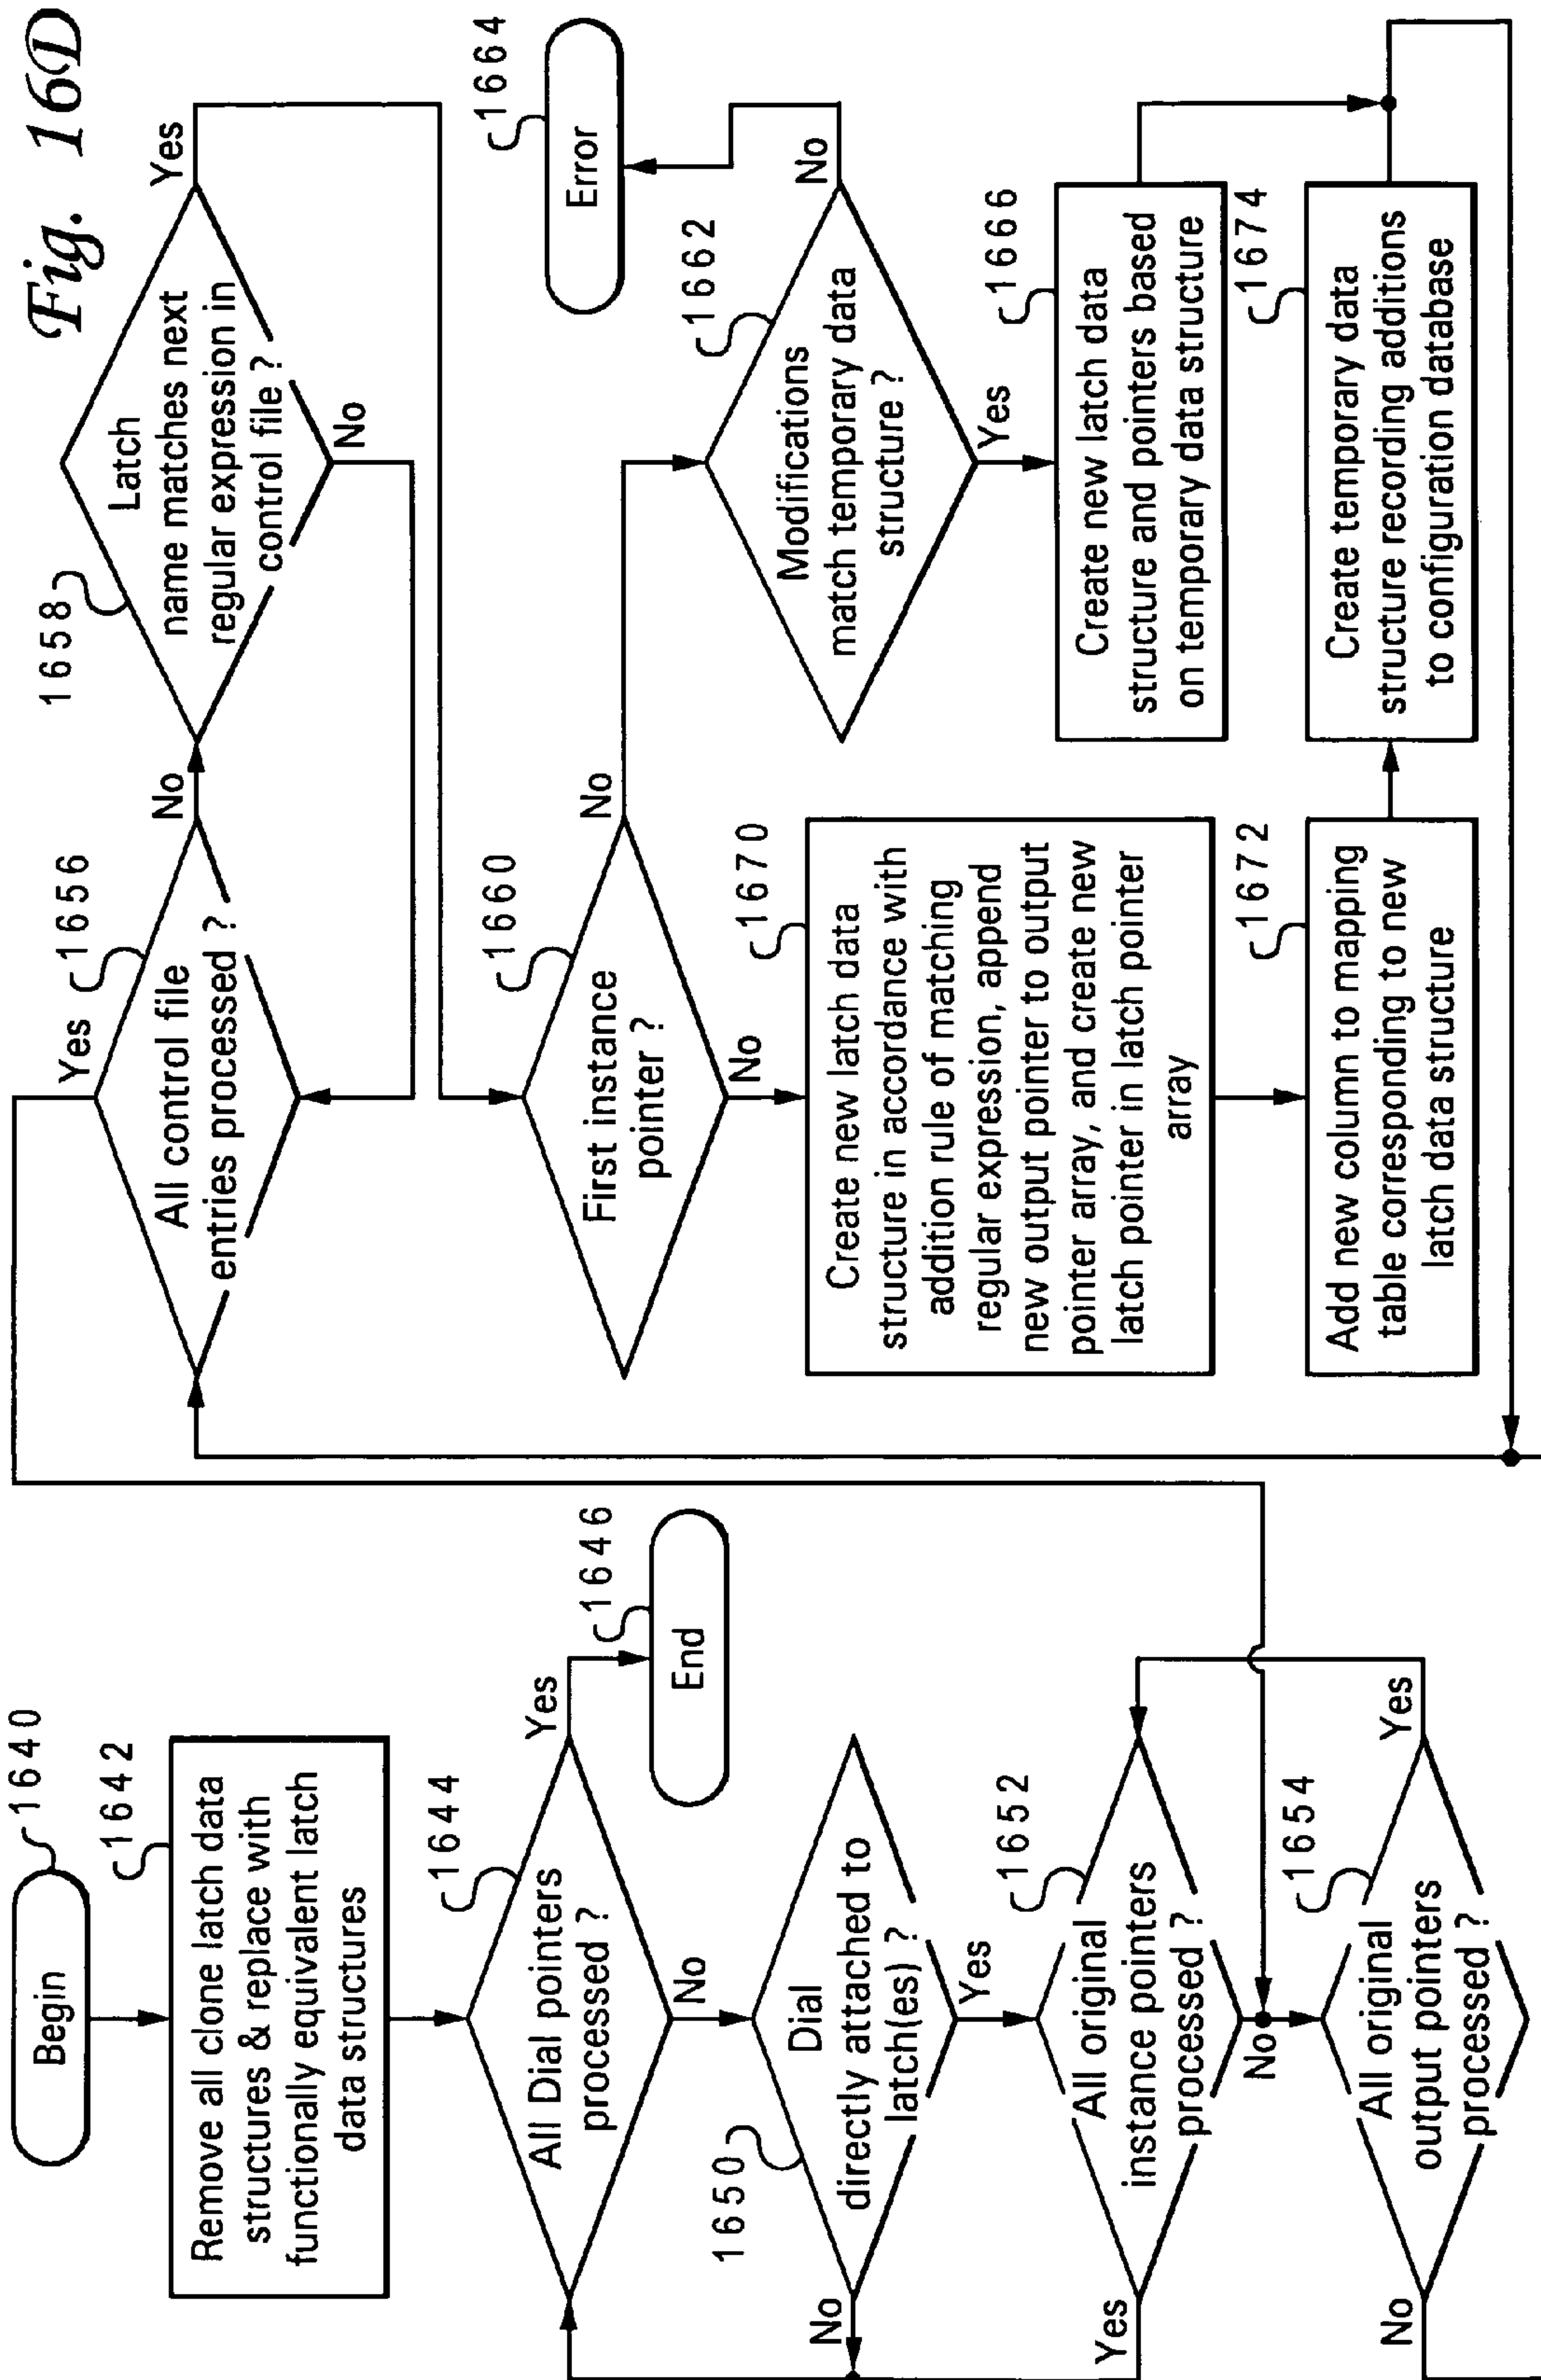 Fig. 16D
Begin
1640
1642
Remove all clone latch data
structures & replace with
functionally equivalent latch
data structures
1644
All Dial pointers
processed ?
Yes
1646
End
No
1650
Dial
directly attached to
latch(es) ?
No
Yes
1652
All original
instance pointers
processed ?
Yes
No
1654
All original
output pointers
processed ?
Yes
No
Yes
1656
All control file
entries processed ?
No
1658
Latch
name matches next
regular expression in
control file ?
Yes
No
1660
First instance
pointer ?
No
No
1662
Modifications
match temporary data
structure ?
No
1664
Error
Yes
1666
Create new latch data
structure and pointers based
on temporary data structure
1670
Create new latch data
structure in accordance with
addition rule of matching
regular expression, append
new output pointer to output
pointer array, and create new
latch pointer in latch pointer
array
1672
Add new column to mapping
table corresponding to new
latch data structure
1674
Create temporary data
structure recording additions
to configuration database